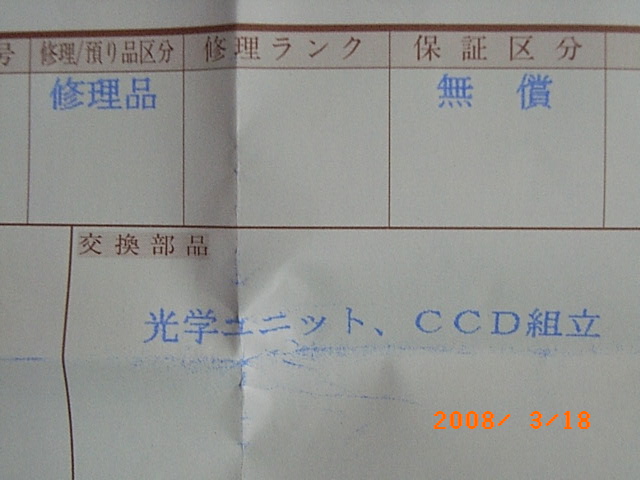 号 修理/預り品区分 修理ランク 保証区分
修理品 無償
交換部品
光学ユニット、CCD組立
2008/ 3/18